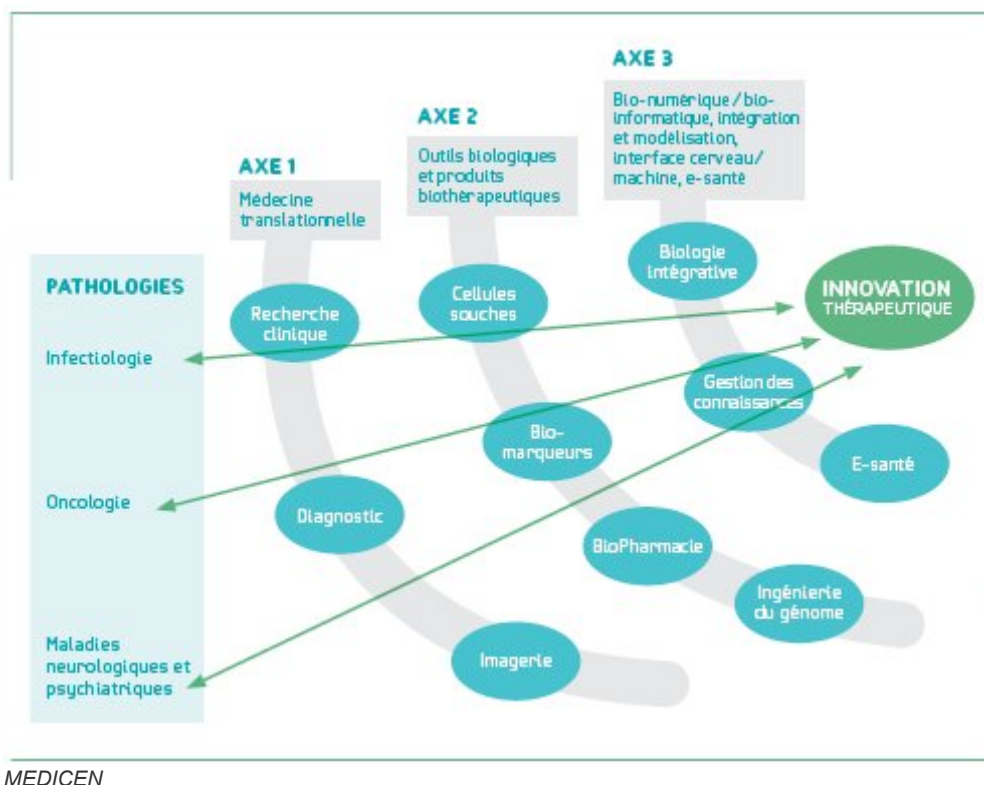 AXE 1
Médecine
translationnelle
AXE 2
Outils biologiques
et produits
biothérapeutiques
AXE 3
Bio-numérique / bio-
informatique, intégration
et modélisation,
interface cerveau/
machine, e-santé
PATHOLOGIES
Infectiologie
Oncologie
Maladies
neurologiques et
psychiatriques
Recherche
clinique
Diagnostic
Imagerie
Cellules
souches
Bio-
marqueurs
BioPharmacie
Ingénierie
du génome
Biologie
intégrative
Gestion des
connaissances
E-santé
INNOVATION
THÉRAPEUTIQUE
MEDICEN